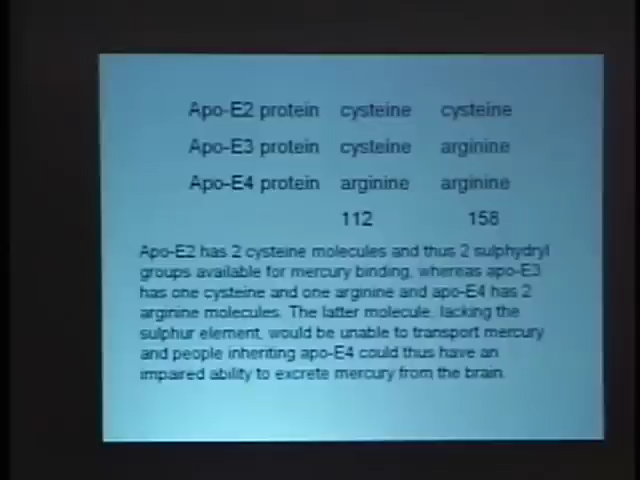 Apo-E2 protein cysteine cysteine
Apo-E3 protein cysteine arginine
Apo-E4 protein arginine arginine
112 158
Apo-E2 has 2 cysteine molecules and thus 2 sulphydryl
groups available for mercury binding, whereas apo-E3
has one cysteine and one arginine and apo-E4 has 2
arginine molecules. The latter molecule, lacking the
sulphur element, would be unable to transport mercury
and people inheriting apo-E4 could thus have an
impaired ability to excrete mercury from the brain.